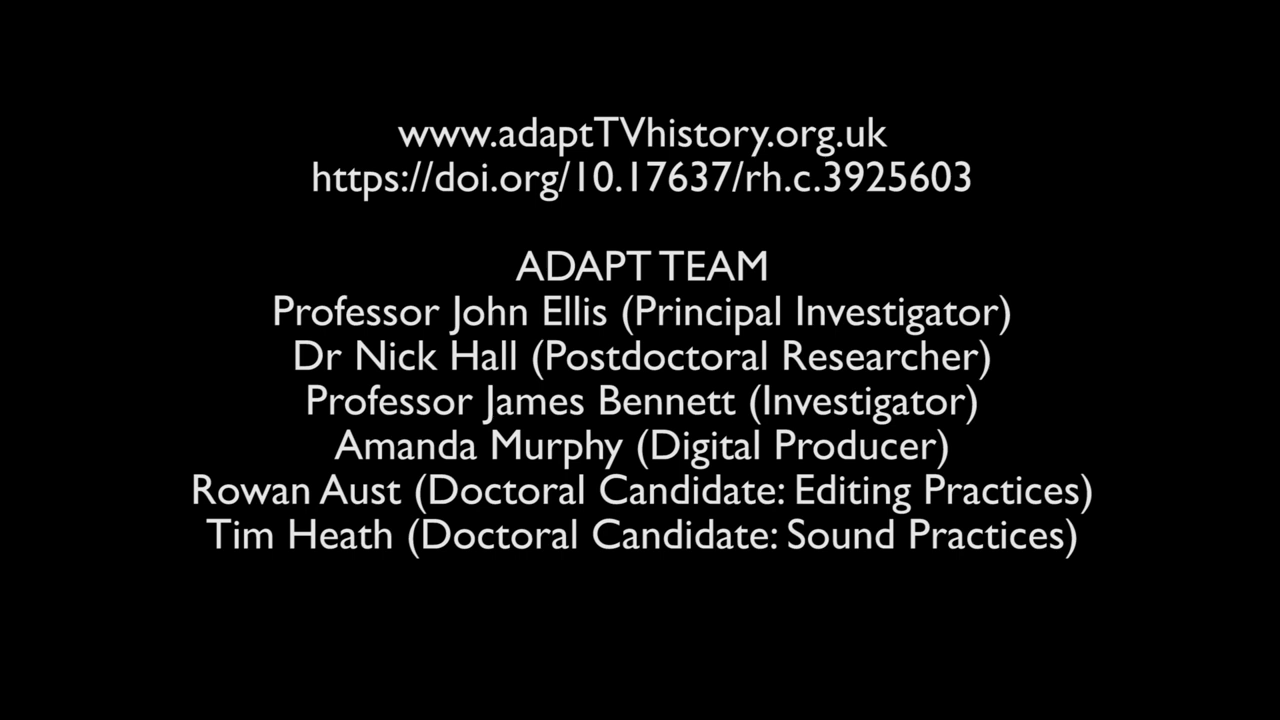 www.adaptTVhistory.org.uk
https://doi.org/10.17637/rh.c.3925603
ADAPT TEAM
Professor John Ellis (Principal Investigator)
Dr Nick Hall (Postdoctoral Researcher)
Professor James Bennett (Investigator)
Amanda Murphy (Digital Producer)
Rowan Aust (Doctoral Candidate: Editing Practices)
Tim Heath (Doctoral Candidate: Sound Practices)